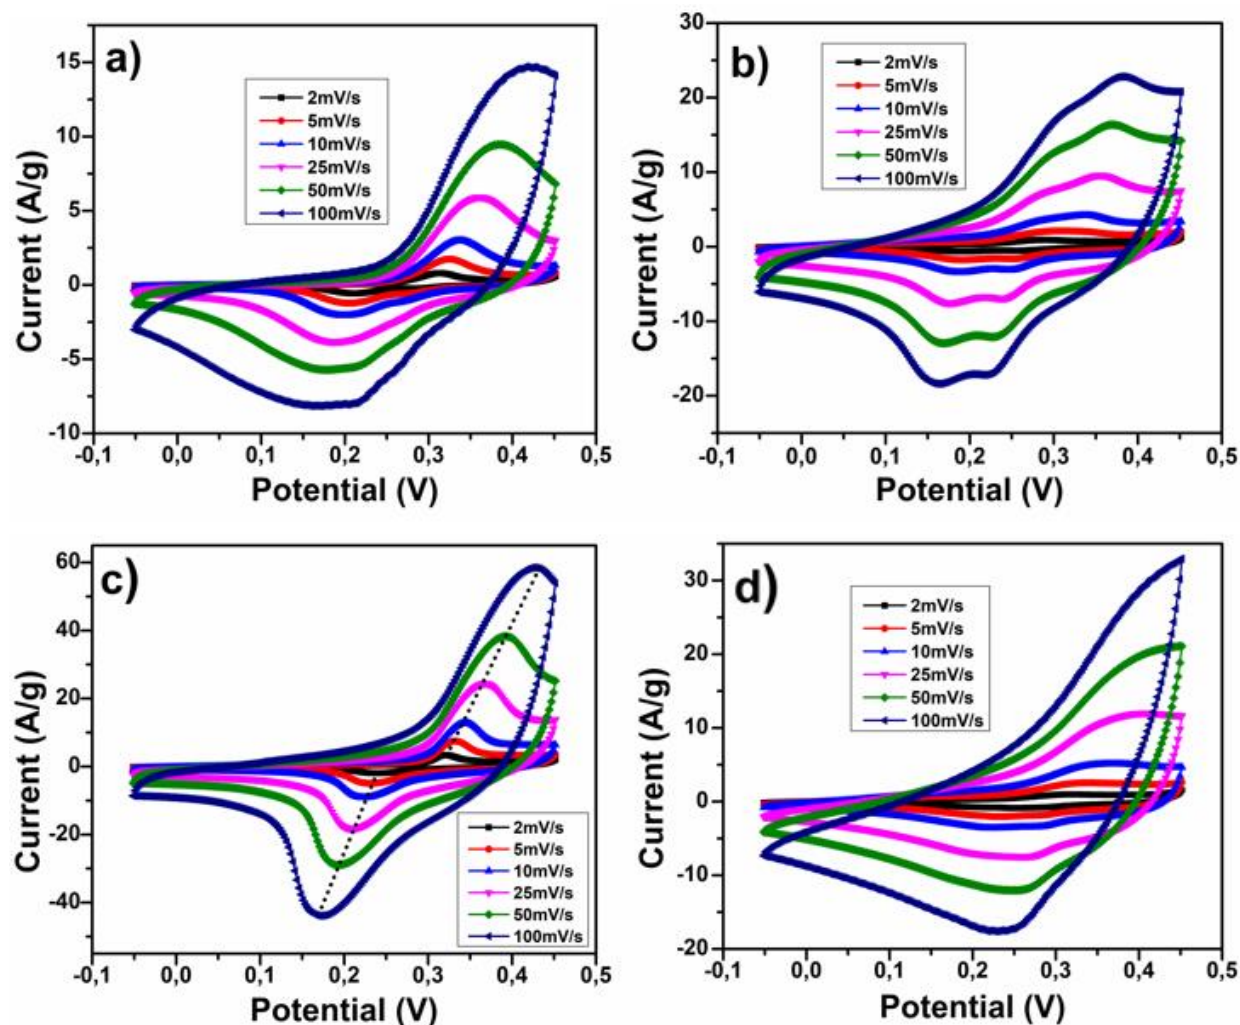 a)
15
10
5
0
-5
-10
-0,1
0,0
0,1
0,2
0,3
0,4
0,5
Current (A/g)
Potential (V)
2mV/s
5mV/s
10mV/s
25mV/s
50mV/s
100mV/s
b)
30
20
10
0
-10
-20
-0,1
0,0
0,1
0,2
0,3
0,4
0,5
Current (A/g)
Potential (V)
2mV/s
5mV/s
10mV/s
25mV/s
50mV/s
100mV/s
c)
60
40
20
0
-20
-40
-0,1
0,0
0,1
0,2
0,3
0,4
0,5
Current (A/g)
Potential (V)
2mV/s
5mV/s
10mV/s
25mV/s
50mV/s
100mV/s
d)
30
20
10
0
-10
-20
-0,1
0,0
0,1
0,2
0,3
0,4
0,5
Current (A/g)
Potential (V)
2mV/s
5mV/s
10mV/s
25mV/s
50mV/s
100mV/s